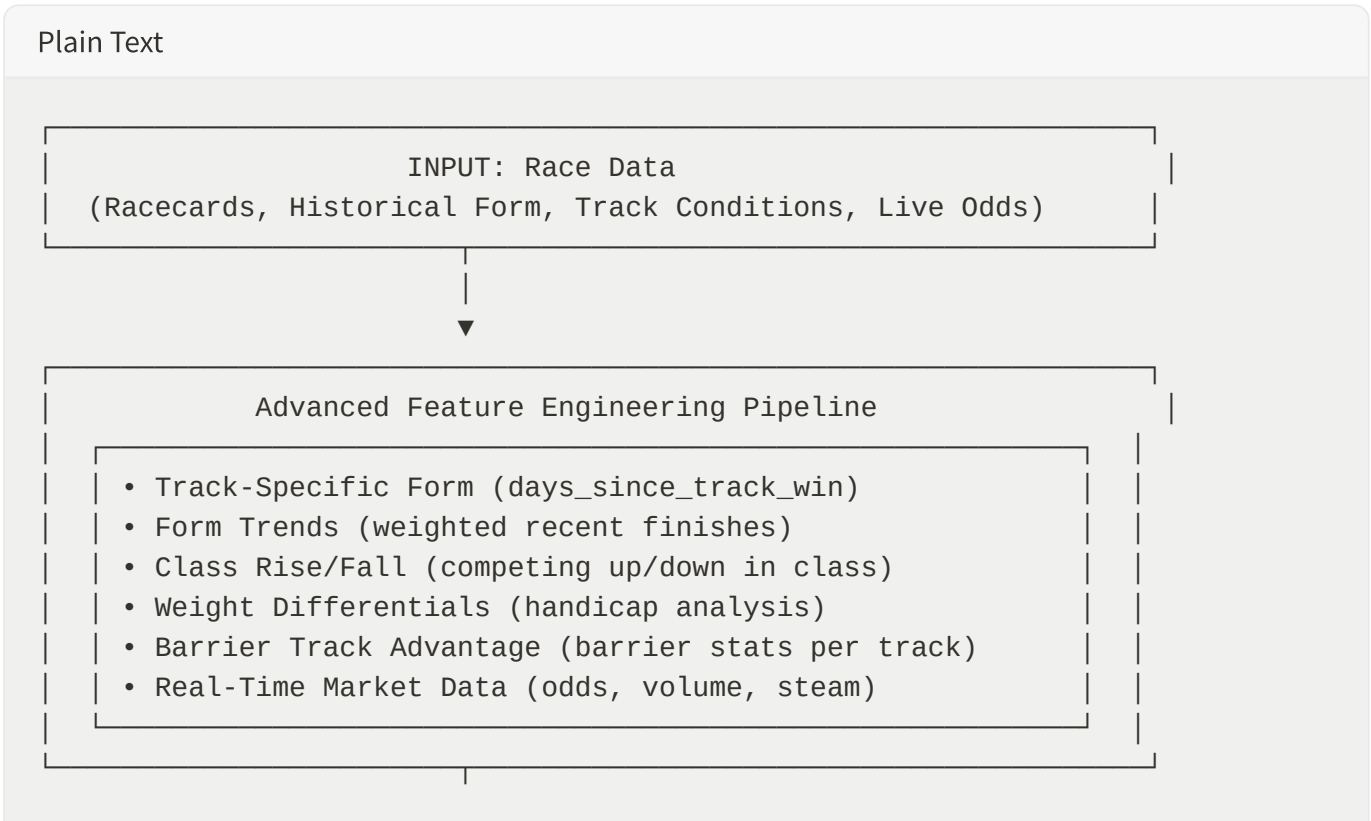 Plain Text
INPUT: Race Data
(Racecards, Historical Form, Track Conditions, Live Odds)
▼
Advanced Feature Engineering Pipeline
• Track-Specific Form (days_since_track_win)
• Form Trends (weighted recent finishes)
• Class Rise/Fall (competing up/down in class)
• Weight Differentials (handicap analysis)
• Barrier Track Advantage (barrier stats per track)
• Real-Time Market Data (odds, volume, steam)